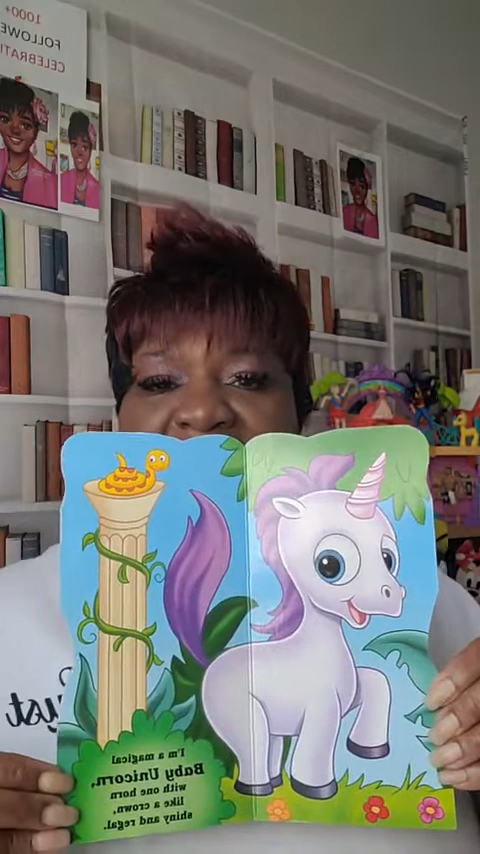 1000+
FOLLOWE
CELEBRATI
I'm a magical
Baby Unicorn,
with one horn
like a crown,
shiny and regal.